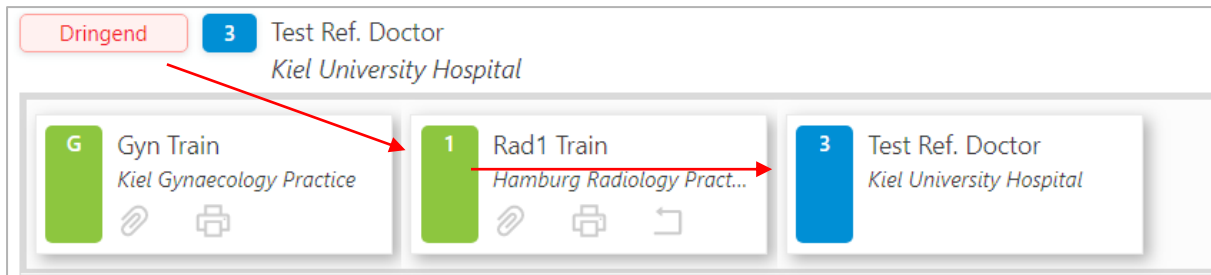 Dringend
3
Test Ref. Doctor
Kiel University Hospital
G
Gyn Train
Kiel Gynaecology Practice
1
Rad1 Train
Hamburg Radiology Pract...
3
Test Ref. Doctor
Kiel University Hospital